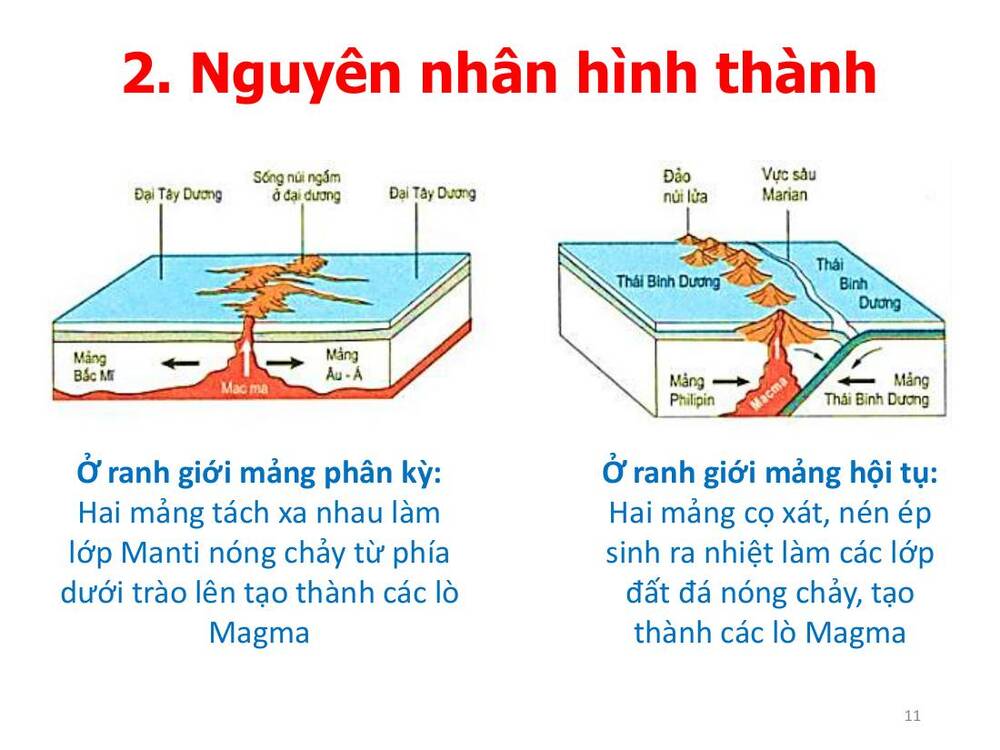 2. Nguyên nhân hình thành
Đại Tây Dương
Sống núi ngầm
ở đại dương
Đại Tây Dương
Mảng
Bắc Mĩ
Mac ma
Mảng
Âu - Á
Đảo
núi lửa
Vực sâu
Marian
Thái Bình Dương
Thái
Bình
Dương
Mảng
Philipin
Macma
Mảng
Thái Bình Dương
Ở ranh giới mảng phân kỳ:
Hai mảng tách xa nhau làm
lớp Manti nóng chảy từ phía
dưới trào lên tạo thành các lò
Magma
Ở ranh giới mảng hội tụ:
Hai mảng cọ xát, nén ép
sinh ra nhiệt làm các lớp
đất đá nóng chảy, tạo
thành các lò Magma
11